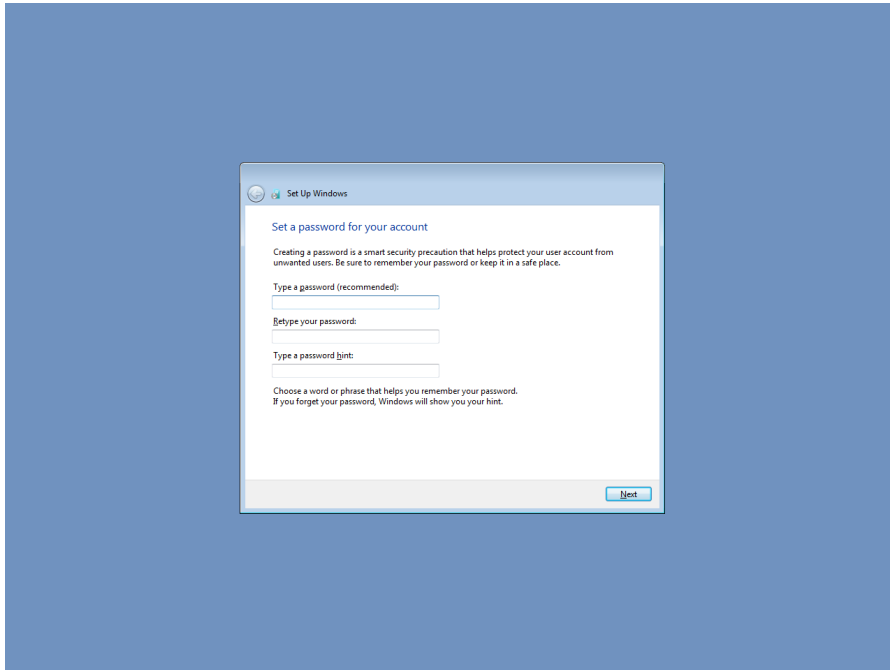 Set Up Windows
Set a password for your account
Creating a password is a smart security precaution that helps protect your user account from
unwanted users. Be sure to remember your password or keep it in a safe place.
Type a password (recommended):
Retype your password:
Type a password hint:
Choose a word or phrase that helps you remember your password.
If you forget your password, Windows will show you your hint.
Next